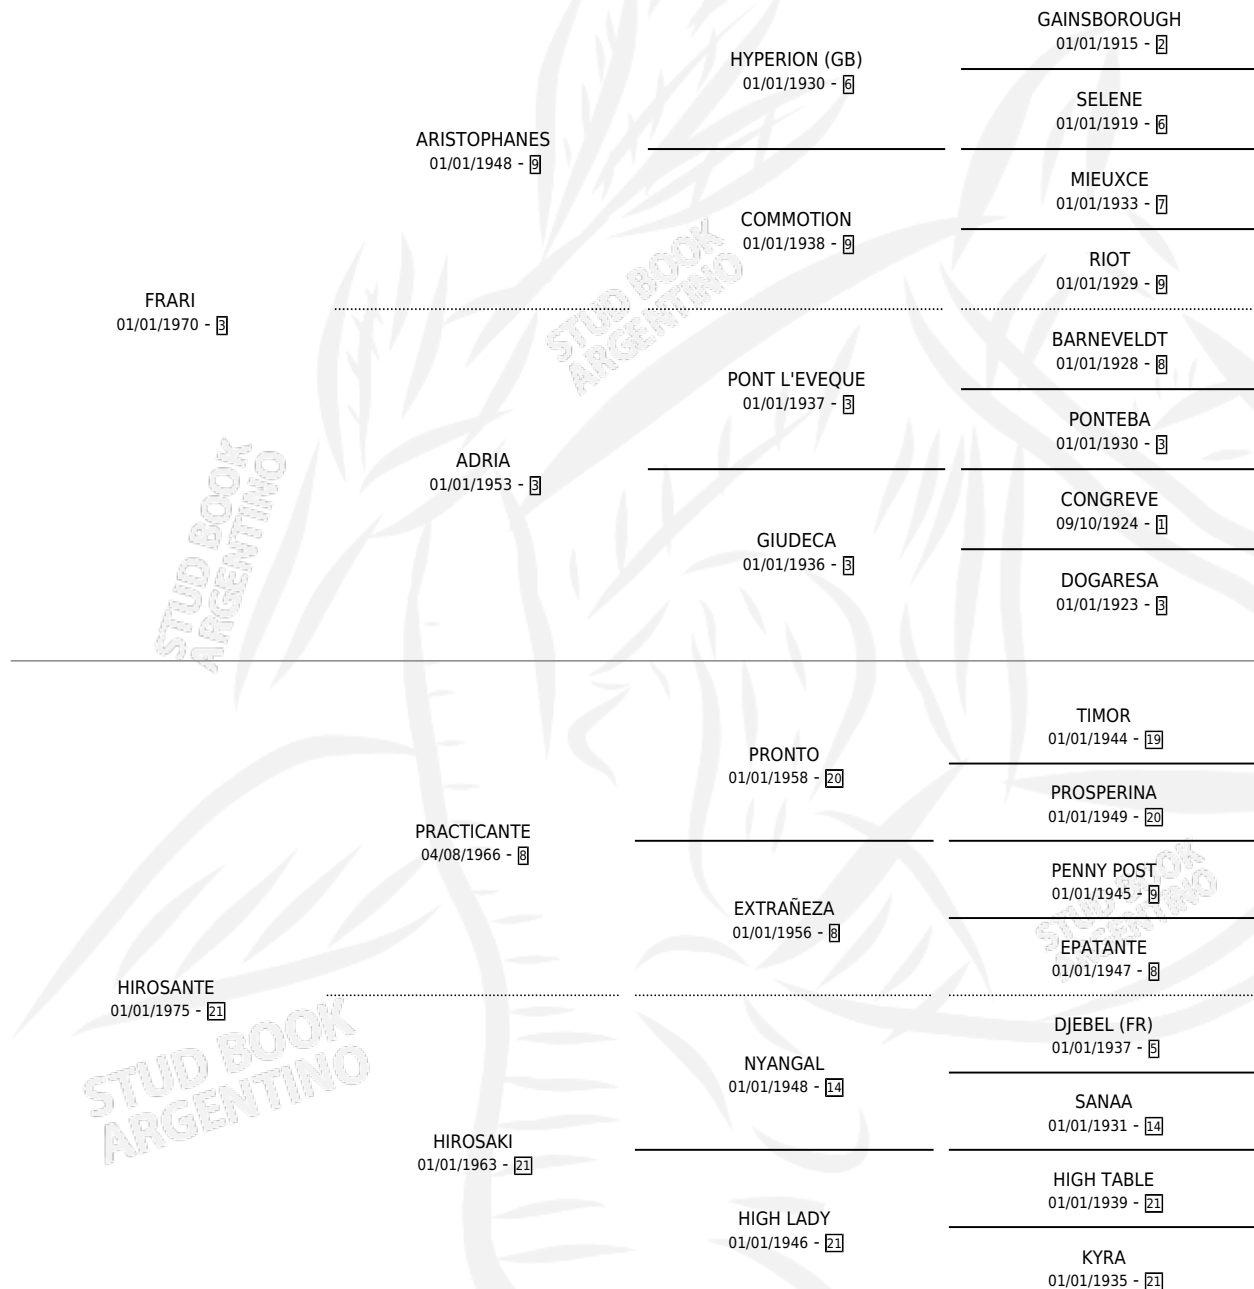 GAINSBOROUGH
01/01/1915 - 2
HYPERION (GB)
01/01/1930 - 6
SELENE
01/01/1919 - 6
ARISTOPHANES
01/01/1948 - 9
MIEUXCE
01/01/1933 - 7
COMMOTION
01/01/1938 - 9
RIOT
01/01/1929 - 9
FRARI
01/01/1970 - 3
BARNEVELDT
01/01/1928 - 8
PONT L'EVEQUE
01/01/1937 - 3
PONTEBA
01/01/1930 - 3
ADRIA
01/01/1953 - 3
CONGREVE
09/10/1924 - 1
GIUDECA
01/01/1936 - 3
DOGARESA
01/01/1923 - 3
TIMOR
01/01/1944 - 19
PRONTO
01/01/1958 - 20
PROSPERINA
01/01/1949 - 20
PRACTICANTE
04/08/1966 - 8
PENNY POST
01/01/1945 - 9
EXTRAÑEZA
01/01/1956 - 8
EPATANTE
01/01/1947 - 8
HIROSANTE
01/01/1975 - 21
DJEBEL (FR)
01/01/1937 - 5
NYANGAL
01/01/1948 - 14
SANAA
01/01/1931 - 14
HIROSAKI
01/01/1963 - 21
HIGH TABLE
01/01/1939 - 21
HIGH LADY
01/01/1946 - 21
KYRA
01/01/1935 - 21
STUD BOOK
ARGENTINO
STUD BOOK
ARGENTINO
STUD BOOK
ARGENTINO
STUD BOOK
ARGENTINO